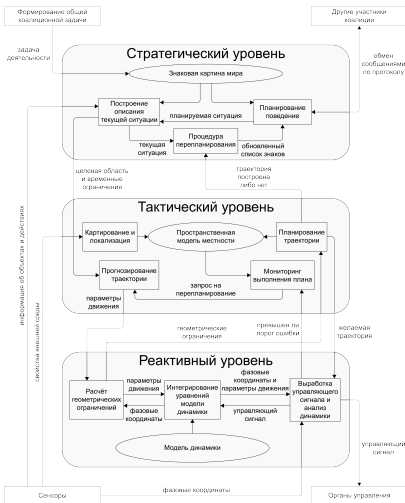 Формирование общей
коалиционной задачи
Другие участники
коалиции
задача
деятельности
обмен
сообщениями
по протоколу
Стратегический уровень
Знаковая картина мира
Построение
описания
текущей ситуации
Планирование
поведение
планируемая ситуация
Процедура
перепланирования
текущая
ситуация
обновленный
список знаков
целевая область
и временные
ограничения
траектория
построена
либо нет
Тактический уровень
Картирование и
локализация
Пространственная
модель местности
Планирование
траектории
Прогнозирование
траектории
Мониторинг
выполнения плана
запрос на
перепланирование
параметры
движения
геометрические
ограничения
превышен ли
порог ошибки
желаемая
траектория
информация об объектах и действиях
свойства внешней среды
Реактивный уровень
Расчёт
геометрических
ограничений
параметры
движения
фазовые
координаты
Интегрирование
уравнений
модели
динамики
фазовые
координаты и
параметры движения
управляющий
сигнал
Выработка
управляющего
сигнала и
анализ
динамики
Модель динамики
управляющий
сигнал
фазовые координаты
Сенсоры
Органы управления